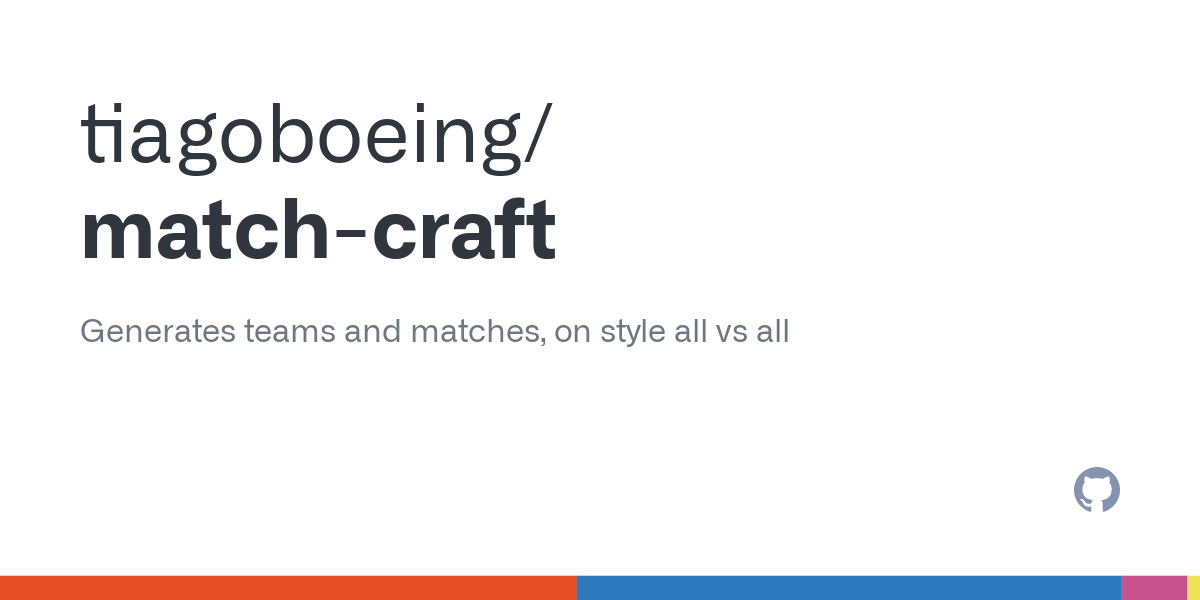 tiagoboeing/
match-craft
Generates teams and matches, on style all vs all